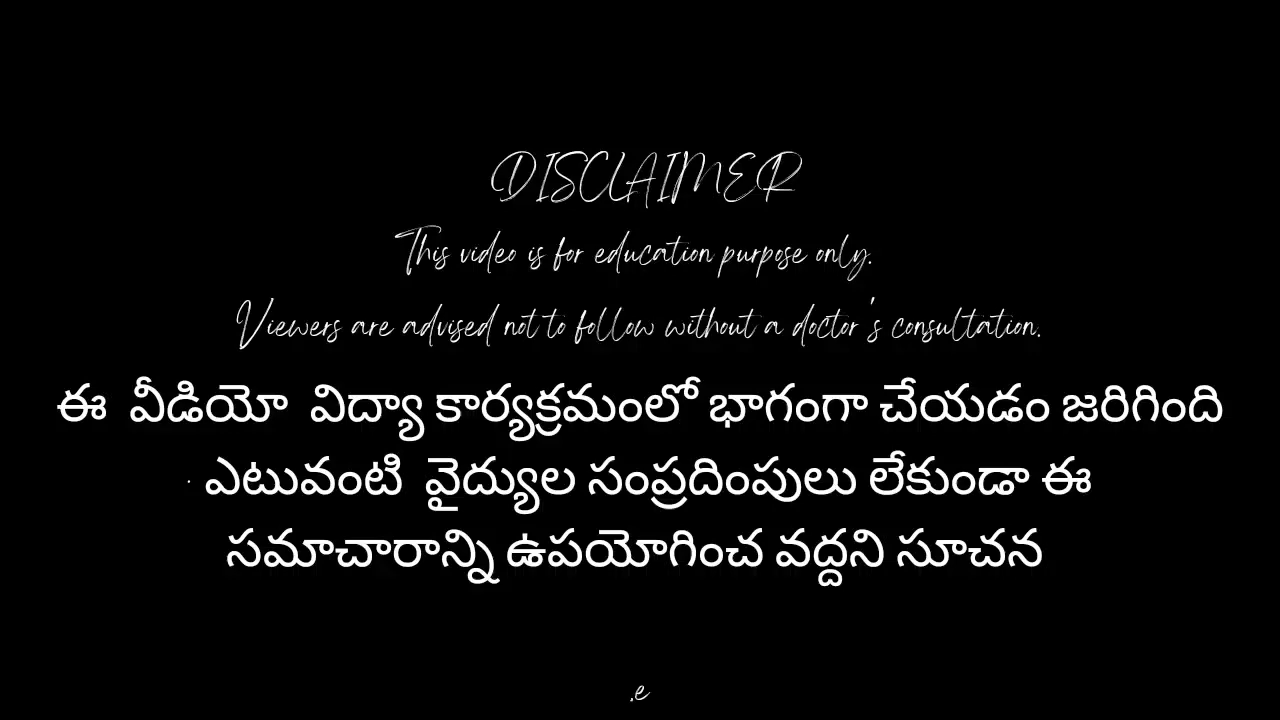 DISCLAIMER
This video is for education purpose only.
Viewers are advised not to follow without a doctor's consultation.
ఈ వీడియో విద్యా కార్యక్రమంలో భాగంగా చేయడం జరిగింది
. ఎటువంటి వైద్యుల సంప్రదింపులు లేకుండా ఈ
సమాచారాన్ని ఉపయోగించ వద్దని సూచన
.e